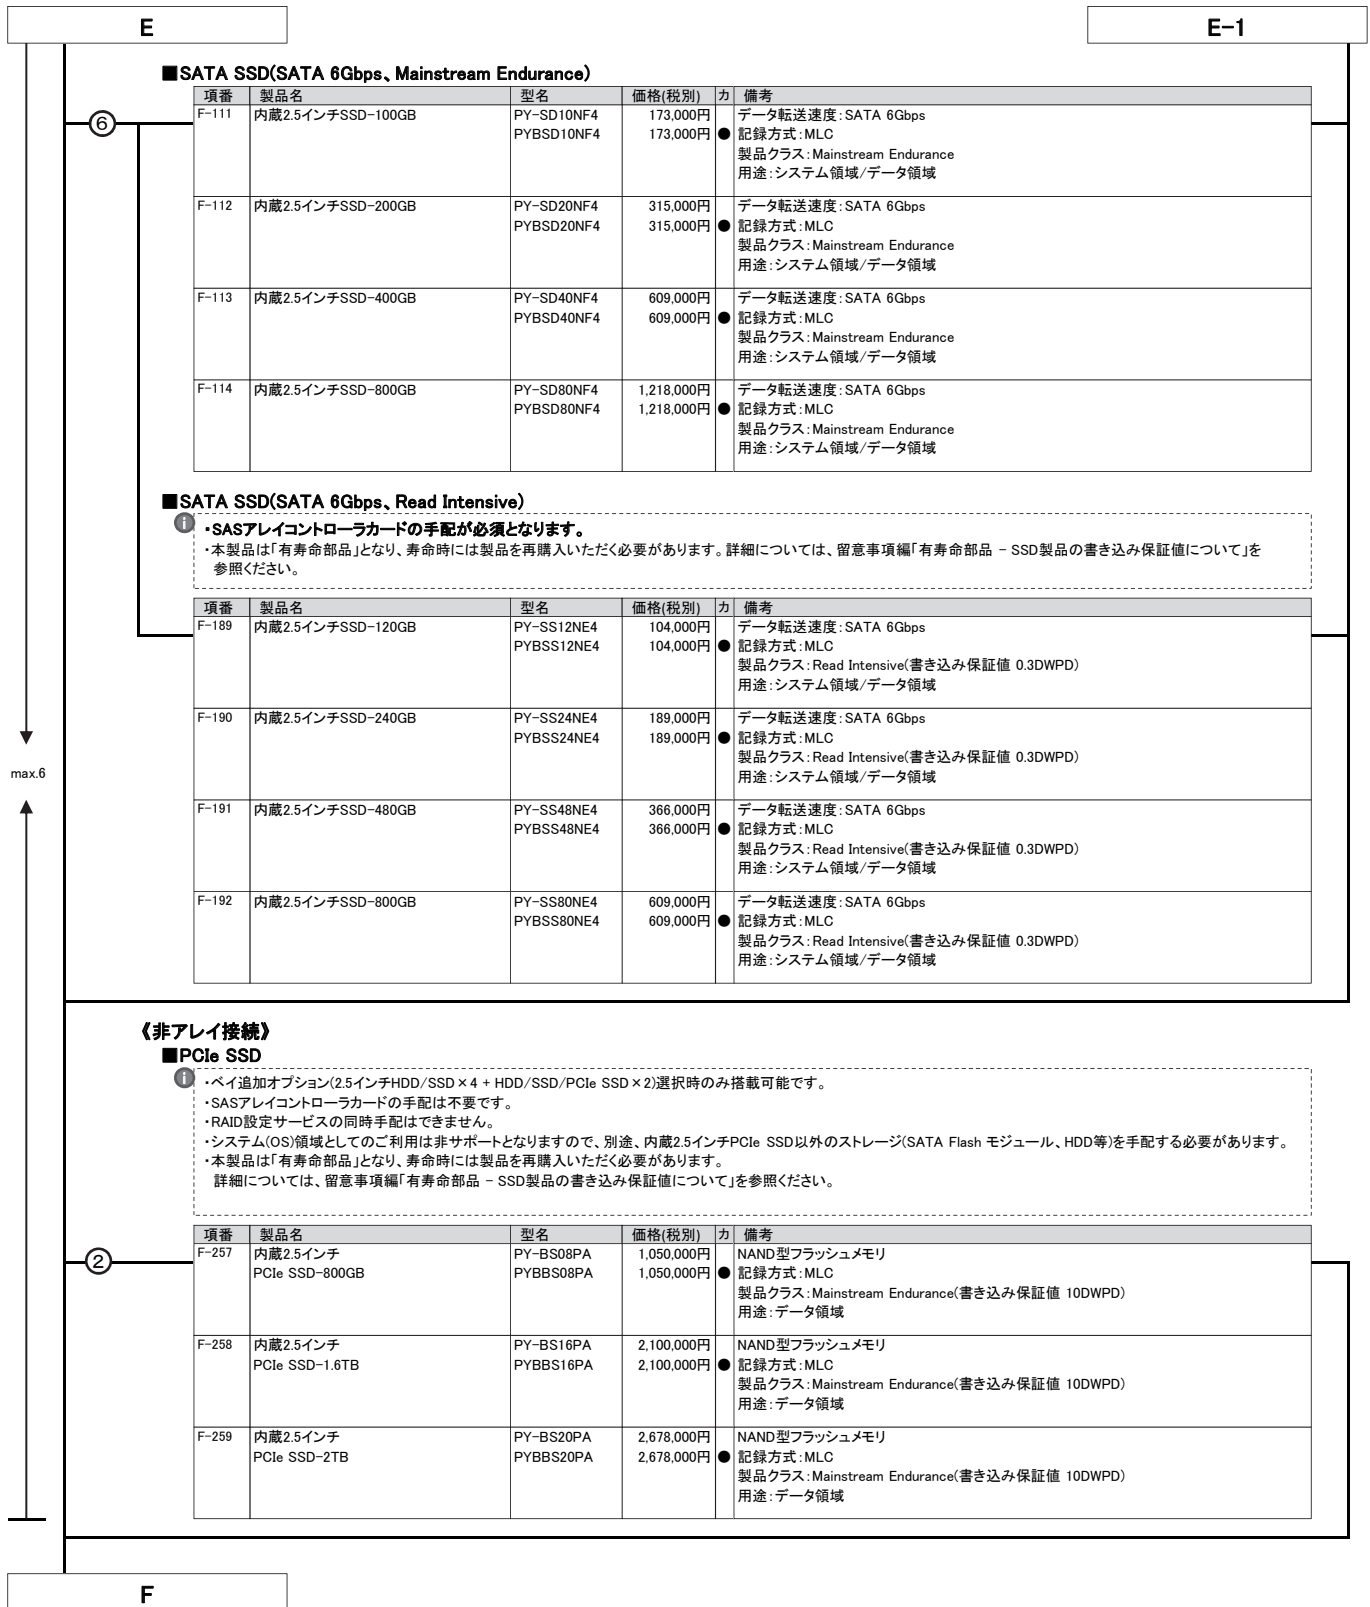 E
E-1
■SATA SSD(SATA 6Gbps、Mainstream Endurance)
項番 製品名 型名 価格(税別) カ 備考
F-111 内蔵2.5インチSSD-100GB PY-SD10NF4 173,000円 データ転送速度：SATA 6Gbps
PYBSD10NF4 173,000円 ● 記録方式：MLC
製品クラス：Mainstream Endurance
用途：システム領域/データ領域
F-112 内蔵2.5インチSSD-200GB PY-SD20NF4 315,000円 データ転送速度：SATA 6Gbps
PYBSD20NF4 315,000円 ● 記録方式：MLC
製品クラス：Mainstream Endurance
用途：システム領域/データ領域
F-113 内蔵2.5インチSSD-400GB PY-SD40NF4 609,000円 データ転送速度：SATA 6Gbps
PYBSD40NF4 609,000円 ● 記録方式：MLC
製品クラス：Mainstream Endurance
用途：システム領域/データ領域
F-114 内蔵2.5インチSSD-800GB PY-SD80NF4 1,218,000円 データ転送速度：SATA 6Gbps
PYBSD80NF4 1,218,000円 ● 記録方式：MLC
製品クラス：Mainstream Endurance
用途：システム領域/データ領域
⑥
■SATA SSD(SATA 6Gbps、Read Intensive)
i ・SASアレイコントローラカードの手配が必須となります。
・本製品は「有寿命部品」となり、寿命時には製品を再購入いただく必要があります。詳細については、留意事項編「有寿命部品 － SSD製品の書き込み保証値について」を
参照ください。
項番 製品名 型名 価格(税別) カ 備考
F-189 内蔵2.5インチSSD-120GB PY-SS12NE4 104,000円 データ転送速度：SATA 6Gbps
PYBSS12NE4 104,000円 ● 記録方式：MLC
製品クラス：Read Intensive(書き込み保証値 0.3DWPD)
用途：システム領域/データ領域
F-190 内蔵2.5インチSSD-240GB PY-SS24NE4 189,000円 データ転送速度：SATA 6Gbps
PYBSS24NE4 189,000円 ● 記録方式：MLC
製品クラス：Read Intensive(書き込み保証値 0.3DWPD)
用途：システム領域/データ領域
max.6
F-191 内蔵2.5インチSSD-480GB PY-SS48NE4 366,000円 データ転送速度：SATA 6Gbps
PYBSS48NE4 366,000円 ● 記録方式：MLC
製品クラス：Read Intensive(書き込み保証値 0.3DWPD)
用途：システム領域/データ領域
F-192 内蔵2.5インチSSD-800GB PY-SS80NE4 609,000円 データ転送速度：SATA 6Gbps
PYBSS80NE4 609,000円 ● 記録方式：MLC
製品クラス：Read Intensive(書き込み保証値 0.3DWPD)
用途：システム領域/データ領域
《非アレイ接続》
■PCIe SSD
i ・ベイ追加オプション(2.5インチHDD/SSD×4 + HDD/SSD/PCIe SSD×2)選択時のみ搭載可能です。
・SASアレイコントローラカードの手配は不要です。
・RAID設定サービスの同時手配はできません。
・システム(OS)領域としてのご利用は非サポートとなりますので、別途、内蔵2.5インチPCIe SSD以外のストレージ(SATA Flash モジュール、HDD等)を手配する必要があります。
・本製品は「有寿命部品」となり、寿命時には製品を再購入いただく必要があります。
詳細については、留意事項編「有寿命部品 － SSD製品の書き込み保証値について」を参照ください。
項番 製品名 型名 価格(税別) カ 備考
F-257 内蔵2.5インチ PY-BS08PA 1,050,000円 NAND型フラッシュメモリ
② PCIe SSD-800GB PYBBS08PA 1,050,000円 ● 記録方式：MLC
製品クラス：Mainstream Endurance(書き込み保証値 10DWPD)
用途：データ領域
F-258 内蔵2.5インチ PY-BS16PA 2,100,000円 NAND型フラッシュメモリ
PCIe SSD-1.6TB PYBBS16PA 2,100,000円 ● 記録方式：MLC
製品クラス：Mainstream Endurance(書き込み保証値 10DWPD)
用途：データ領域
F-259 内蔵2.5インチ PY-BS20PA 2,678,000円 NAND型フラッシュメモリ
PCIe SSD-2TB PYBBS20PA 2,678,000円 ● 記録方式：MLC
製品クラス：Mainstream Endurance(書き込み保証値 10DWPD)
用途：データ領域
F